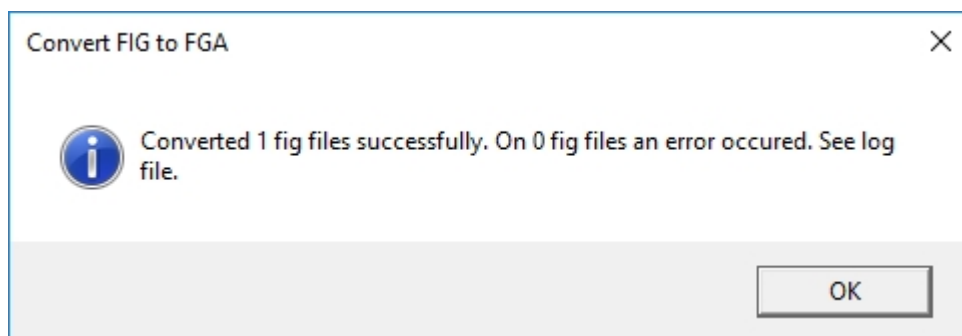 Convert FIG to FGA
Converted 1 fig files successfully. On 0 fig files an error occured. See log
file.
OK